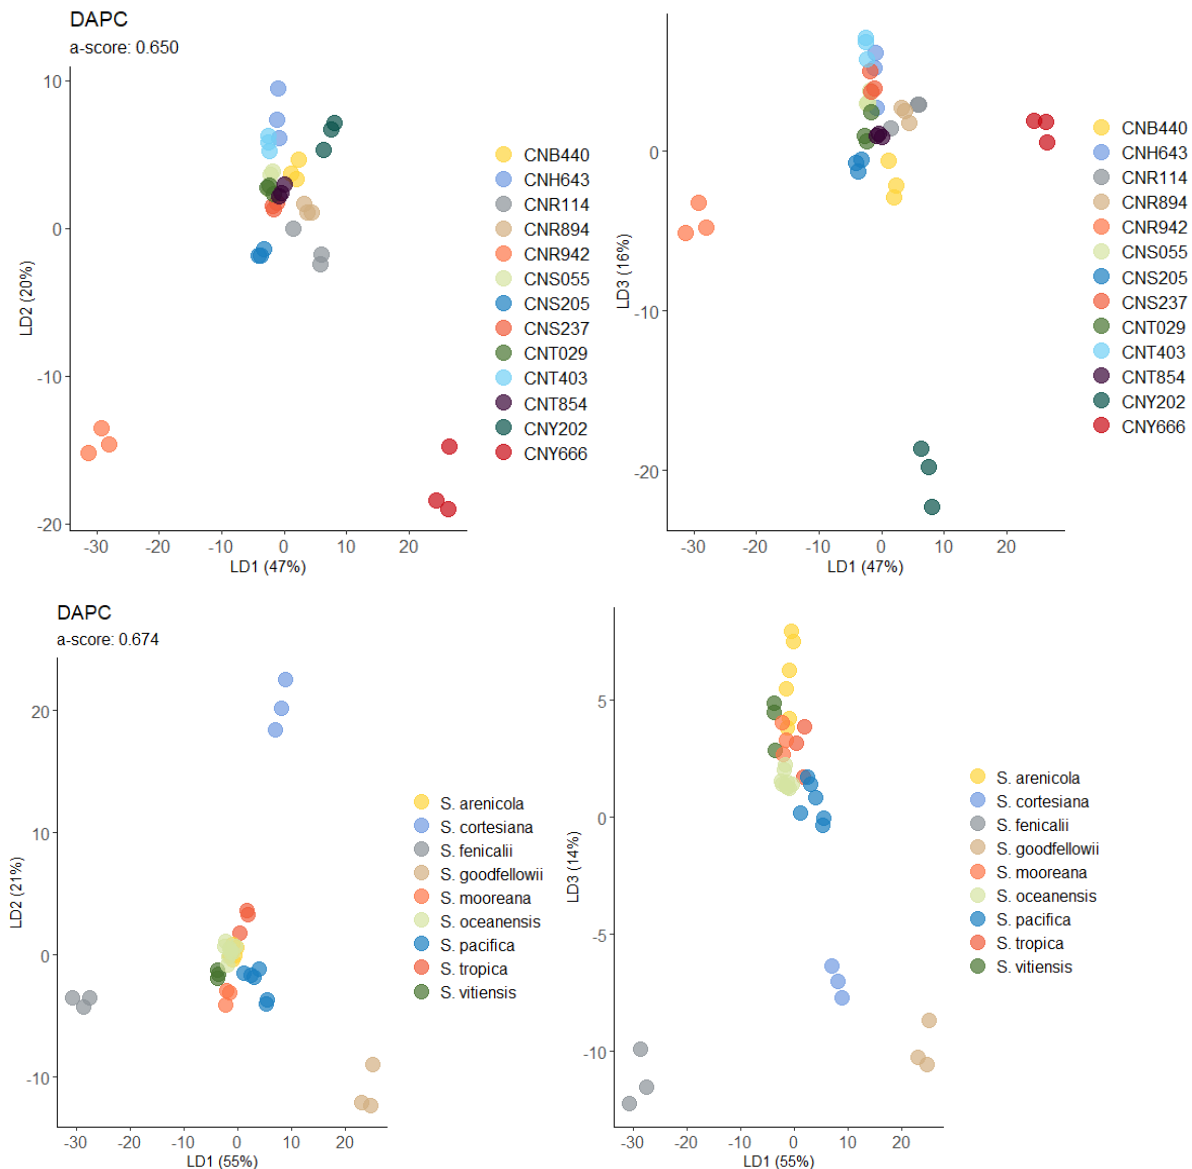 DAPC
a-score: 0.650
10
0
-10
-20
LD2 (20%)
-30
-20
-10
0
10
20
LD1 (47%)
CNB440
CNH643
CNR114
CNR894
CNR942
CNS055
CNS205
CNS237
CNT029
CNT403
CNT854
CNY202
CNY666
0
-10
-20
LD3 (16%)
-30
-20
-10
0
10
20
LD1 (47%)
CNB440
CNH643
CNR114
CNR894
CNR942
CNS055
CNS205
CNS237
CNT029
CNT403
CNT854
CNY202
CNY666
DAPC
a-score: 0.674
20
10
0
-10
LD2 (21%)
-30
-20
-10
0
10
20
LD1 (55%)
S. arenicola
S. cortesiana
S. fenicalii
S. goodfellowii
S. mooreana
S. oceanensis
S. pacifica
S. tropica
S. vitiensis
5
0
-5
-10
LD3 (14%)
-30
-20
-10
0
10
20
LD1 (55%)
S. arenicola
S. cortesiana
S. fenicalii
S. goodfellowii
S. mooreana
S. oceanensis
S. pacifica
S. tropica
S. vitiensis